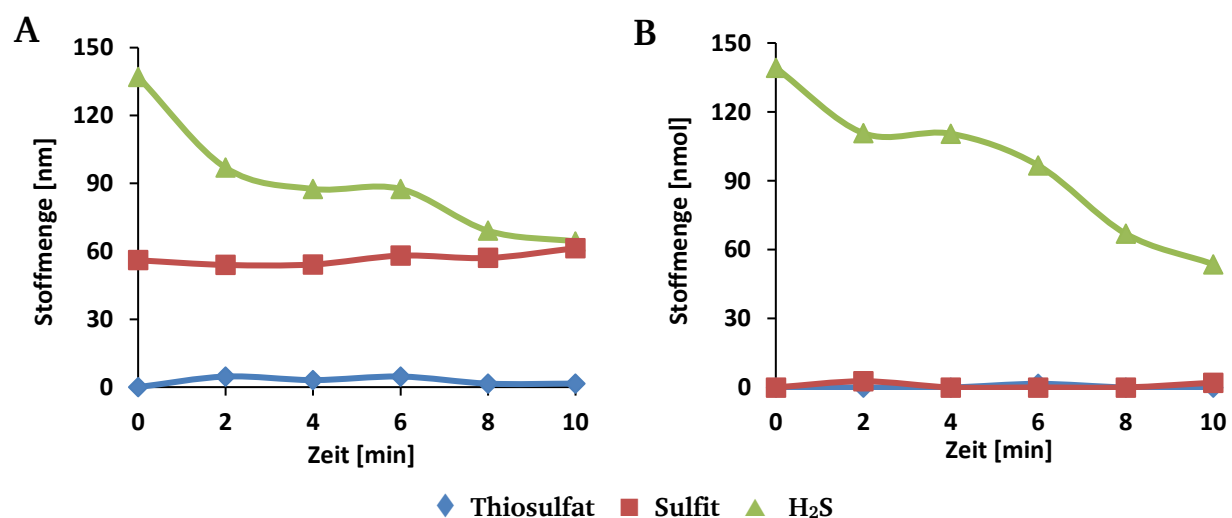 A
150
120
90
60
30
0
Stoffmenge [nm]
0 2 4 6 8 10
Zeit [min]
B
150
120
90
60
30
0
Stoffmenge [nmol]
0 2 4 6 8 10
Zeit [min]
Thiosulfat Sulfit H₂S